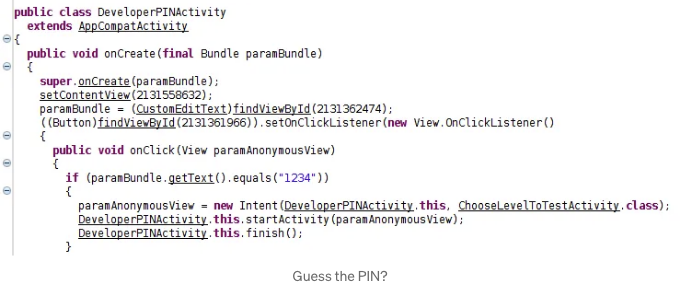 public class DeveloperPINActivity
extends AppCompatActivity
{
public void onCreate(final Bundle paramBundle)
{
super.onCreate(paramBundle);
setContentView(2131558632);
paramBundle = (CustomEditText)findViewById(2131362474);
((Button)findViewById(2131361966)).setOnClickListener(new View.OnClickListener()
{
public void onClick(View paramAnonymousView)
{
if (paramBundle.getText().equals("1234"))
{
paramAnonymousView = new Intent(DeveloperPINActivity.this, ChooseLevelToTestActivity.class);
DeveloperPINActivity.this.startActivity(paramAnonymousView);
DeveloperPINActivity.this.finish();
}
Guess the PIN?